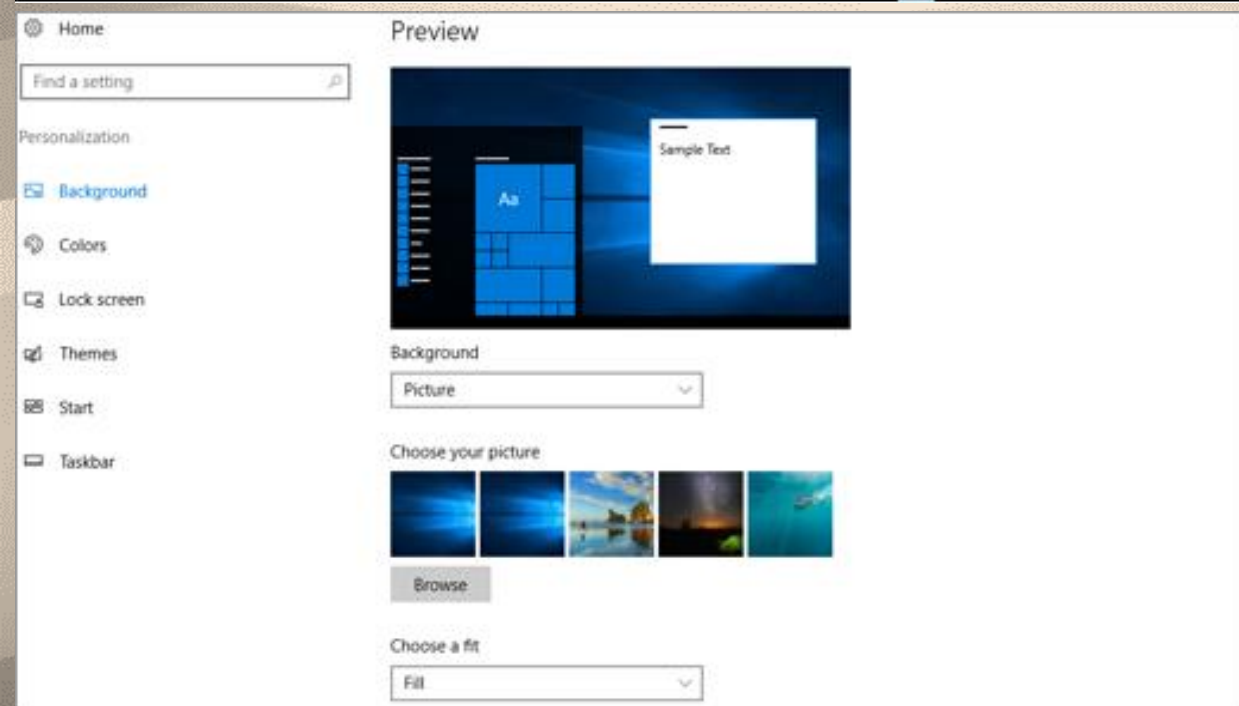 Home
Find a setting
Personalization
Background
Colors
Lock screen
Themes
Start
Taskbar
Preview
Sample Text
Aa
Background
Picture
Choose your picture
Browse
Choose a fit
Fill